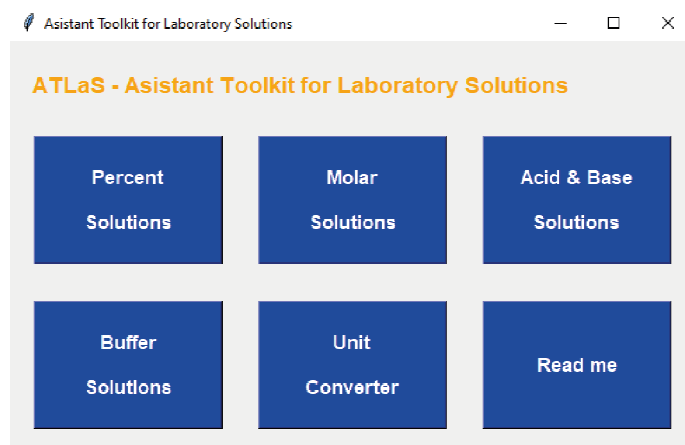 Asistant Toolkit for Laboratory Solutions
ATLaS - Asistant Toolkit for Laboratory Solutions
Percent
Solutions
Molar
Solutions
Acid & Base
Solutions
Buffer
Solutions
Unit
Converter
Read me